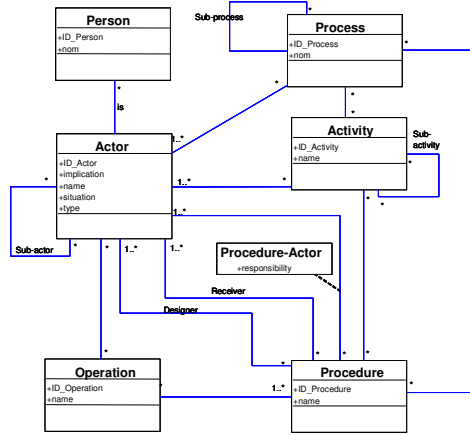 Person
+ID_Person
+nom
*
is
Sub-process
*
*
Process
+ID_Process
+nom
*
*
*
*
1..*
Actor
+ID_Actor
+implication
+name
+situation
+type
*
1..*
*
1..*
Sub-actor
*
*
1..*
1..*
Activity
+ID_Activity
+name
Sub-activity
*
*
*
Procedure-Actor
+responsibility
Receiver
Designer
*
*
*
*
*
Operation
+ID_Operation
+name
*
1..*
Procedure
+ID_Procedure
+name
*